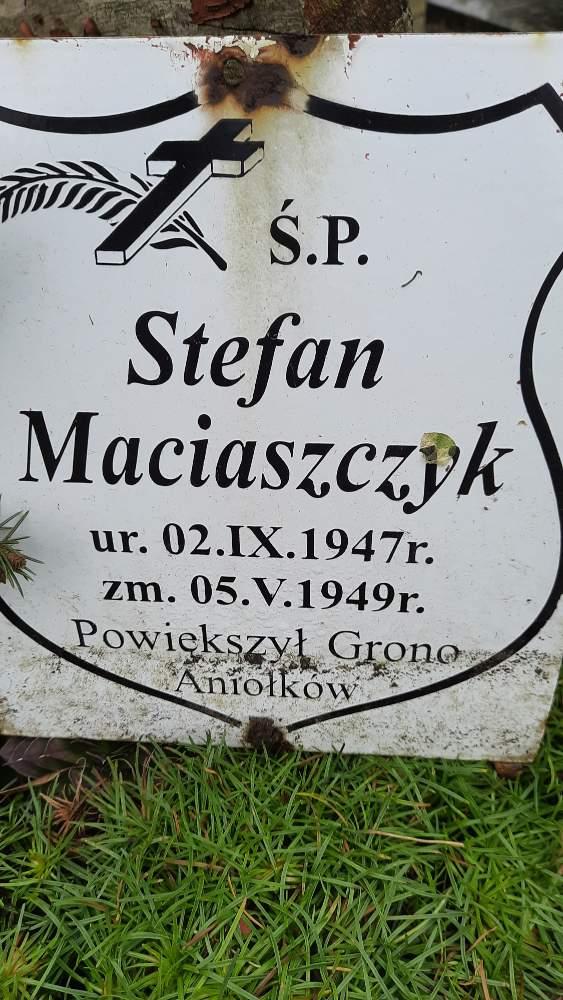 Ś.P.
Stefan
Maciaszczyk
ur. 02.IX.1947r.
zm. 05.V.1949r.
Powiększył Grono
Aniołków